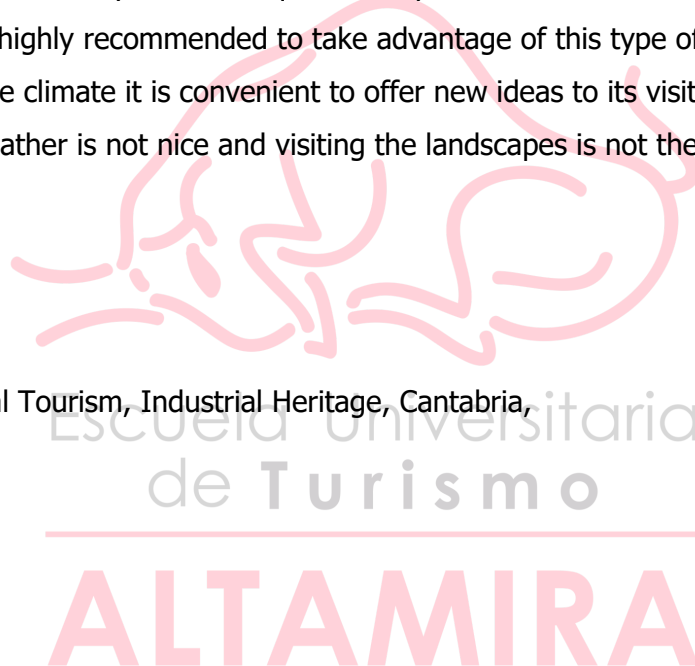 highly recommended to take advantage of this type of
e climate it is convenient to offer new ideas to its visit
ather is not nice and visiting the landscapes is not the
l Tourism, Industrial Heritage, Cantabria,
Escuela Universitaria
de Turismo
ALTAMIRA